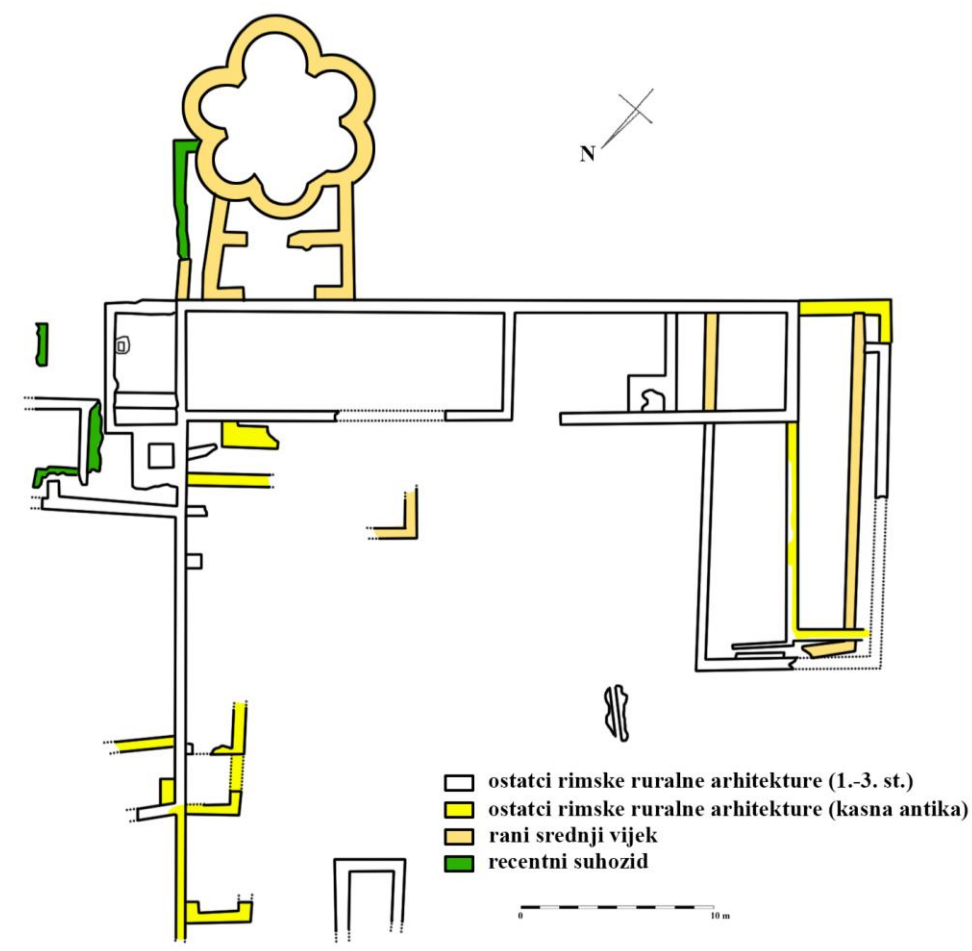 N
ostatci rimske ruralne arhitekture (1.-3. st.)
ostatci rimske ruralne arhitekture (kasna antika)
rani srednji vijek
recentni suhozid
0 10 m